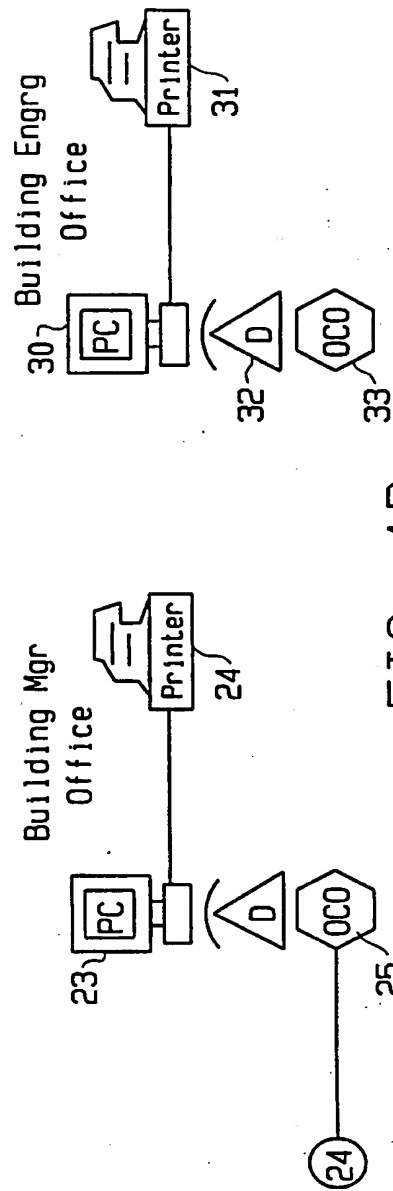 Building Mgr
Office
23
PC
Printer
24
D
OCO
25
24
Building Engrg
Office
30
PC
Printer
31
D
32
OCO
33